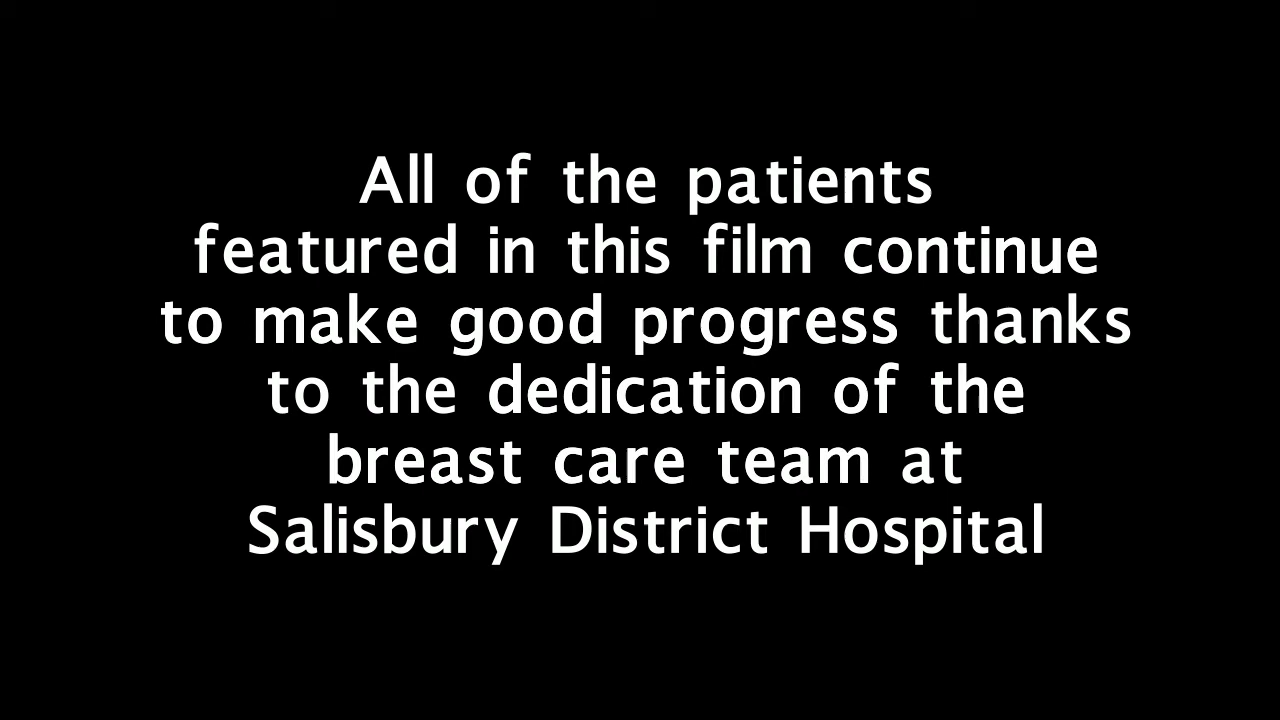 All of the patients
featured in this film continue
to make good progress thanks
to the dedication of the
breast care team at
Salisbury District Hospital